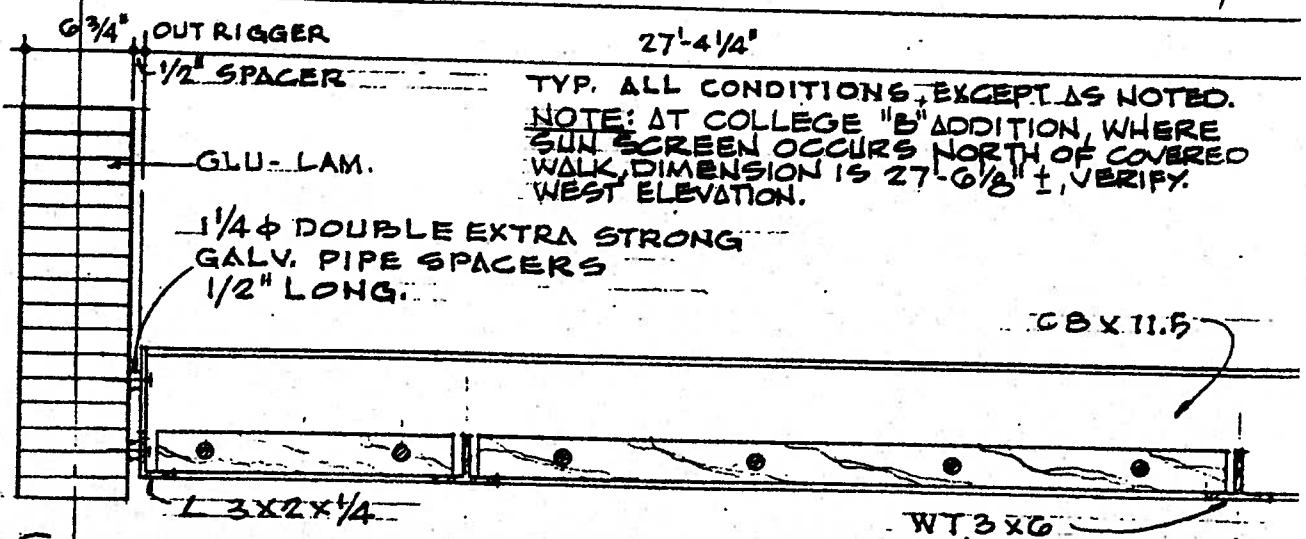 6 3/4" OUTRIGGER 27'-4 1/4"
1/2" SPACER
TYP. ALL CONDITIONS, EXCEPT AS NOTED.
NOTE: AT COLLEGE "B" ADDITION, WHERE
SUN SCREEN OCCURS NORTH OF COVERED
WALK, DIMENSION IS 27'-6 1/8" ±, VERIFY.
WEST ELEVATION.
GLU-LAM.
1 1/4 φ DOUBLE EXTRA STRONG
GALV. PIPE SPACERS
1/2" LONG.
C8 X 11.5
L 3X2X1/4
WT 3X6